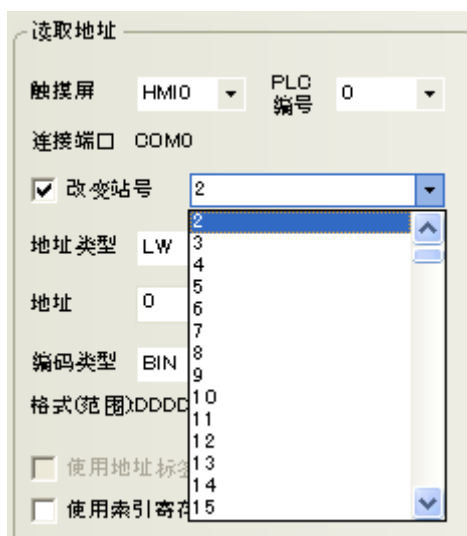 读取地址
触摸屏 HMI0 PLC 编号 0
连接端口 COM0
改变站号 2
2
地址类型 LW 3
4
5
地址 0 6
7
8
编码类型 BIN 9
格式(范围):DDDD 10
11
12
使用地址标签 13
14
使用索引寄存 15